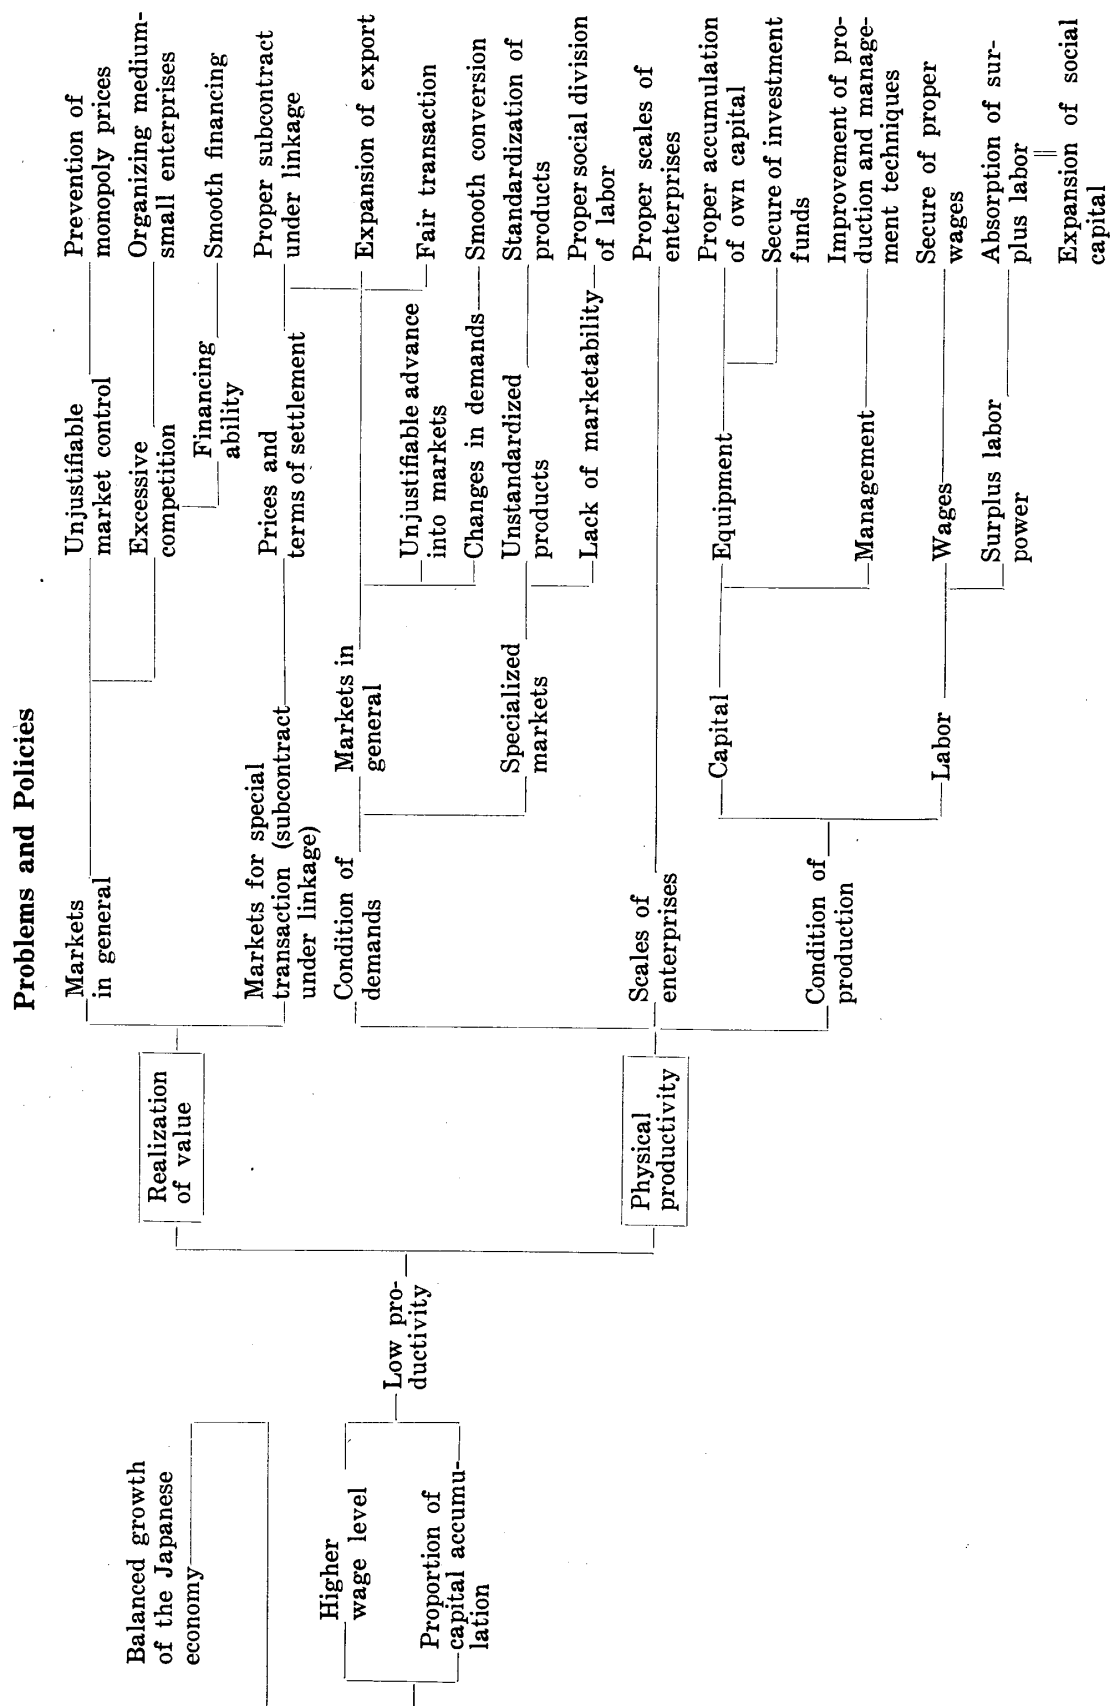 Problems and Policies
Balanced growth
of the Japanese
economy
Higher
wage level
Proportion of
capital accumu-
lation
Low pro-
ductivity
Realization
of value
Physical
productivity
Markets
in general
Markets for special
transaction (subcontract
under linkage)
Condition of
demands
Scales of
enterprises
Condition of
production
Markets in
general
Specialized
markets
Capital
Labor
Unjustifiable
market control
Excessive
competition
Financing
ability
Prices and
terms of settlement
Unjustifiable advance
into markets
Changes in demands
Unstandardized
products
Lack of marketability
Equipment
Management
Wages
Surplus labor
power
Prevention of
monopoly prices
Organizing medium-
small enterprises
Smooth financing
Proper subcontract
under linkage
Expansion of export
Fair transaction
Smooth conversion
Standardization of
products
Proper social division
of labor
Proper scales of
enterprises
Proper accumulation
of own capital
Secure of investment
funds
Improvement of pro-
duction and manage-
ment techniques
Secure of proper
wages
Absorption of sur-
plus labor
Expansion of social
capital